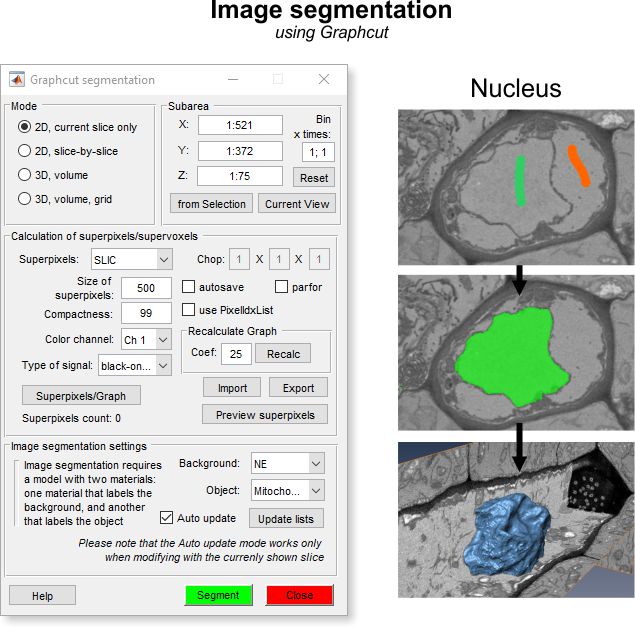 Image segmentation
using Graphcut
Graphcut segmentation
Mode
2D, current slice only
2D, slice-by-slice
3D, volume
3D, volume, grid
Subarea
X: 1:521
Y: 1:372
Z: 1:75
Bin
x times:
1; 1
Reset
from Selection
Current View
Calculation of superpixels/supervoxels
Superpixels: SLIC
Chop: 1 X 1 X 1
Size of
superpixels: 500
autosave
parfor
Compactness: 99
use PixelIdxList
Color channel: Ch 1
Recalculate Graph
Coef: 25 Recalc
Type of signal: black-on...
Superpixels/Graph
Import
Export
Superpixels count: 0
Preview superpixels
Image segmentation settings
Image segmentation requires
a model with two materials:
one material that labels the
background, and another
that labels the object
Background: NE
Object: Mitocho...
Auto update
Update lists
Please note that the Auto update mode works only
when modifying with the currenly shown slice
Help
Segment
Close
Nucleus